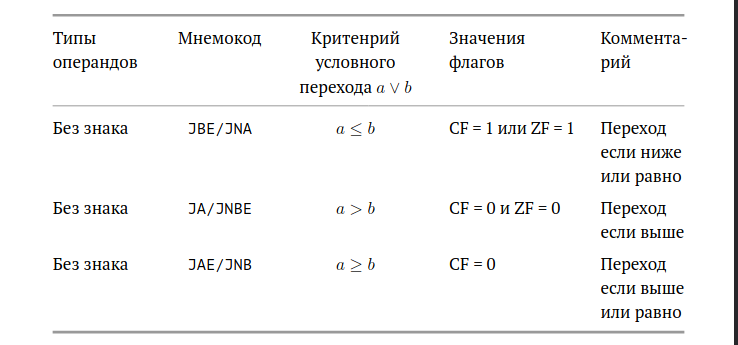 Типы Мнемокод Критенрий Значения Коммента-
операндов условного флагов рий
перехода a ∨ b
Без знака JBE/JNA a ≤ b CF = 1 или ZF = 1 Переход
если ниже
или равно
Без знака JA/JNBE a > b CF = 0 и ZF = 0 Переход
если выше
Без знака JAE/JNB a ≥ b CF = 0 Переход
если выше
или равно